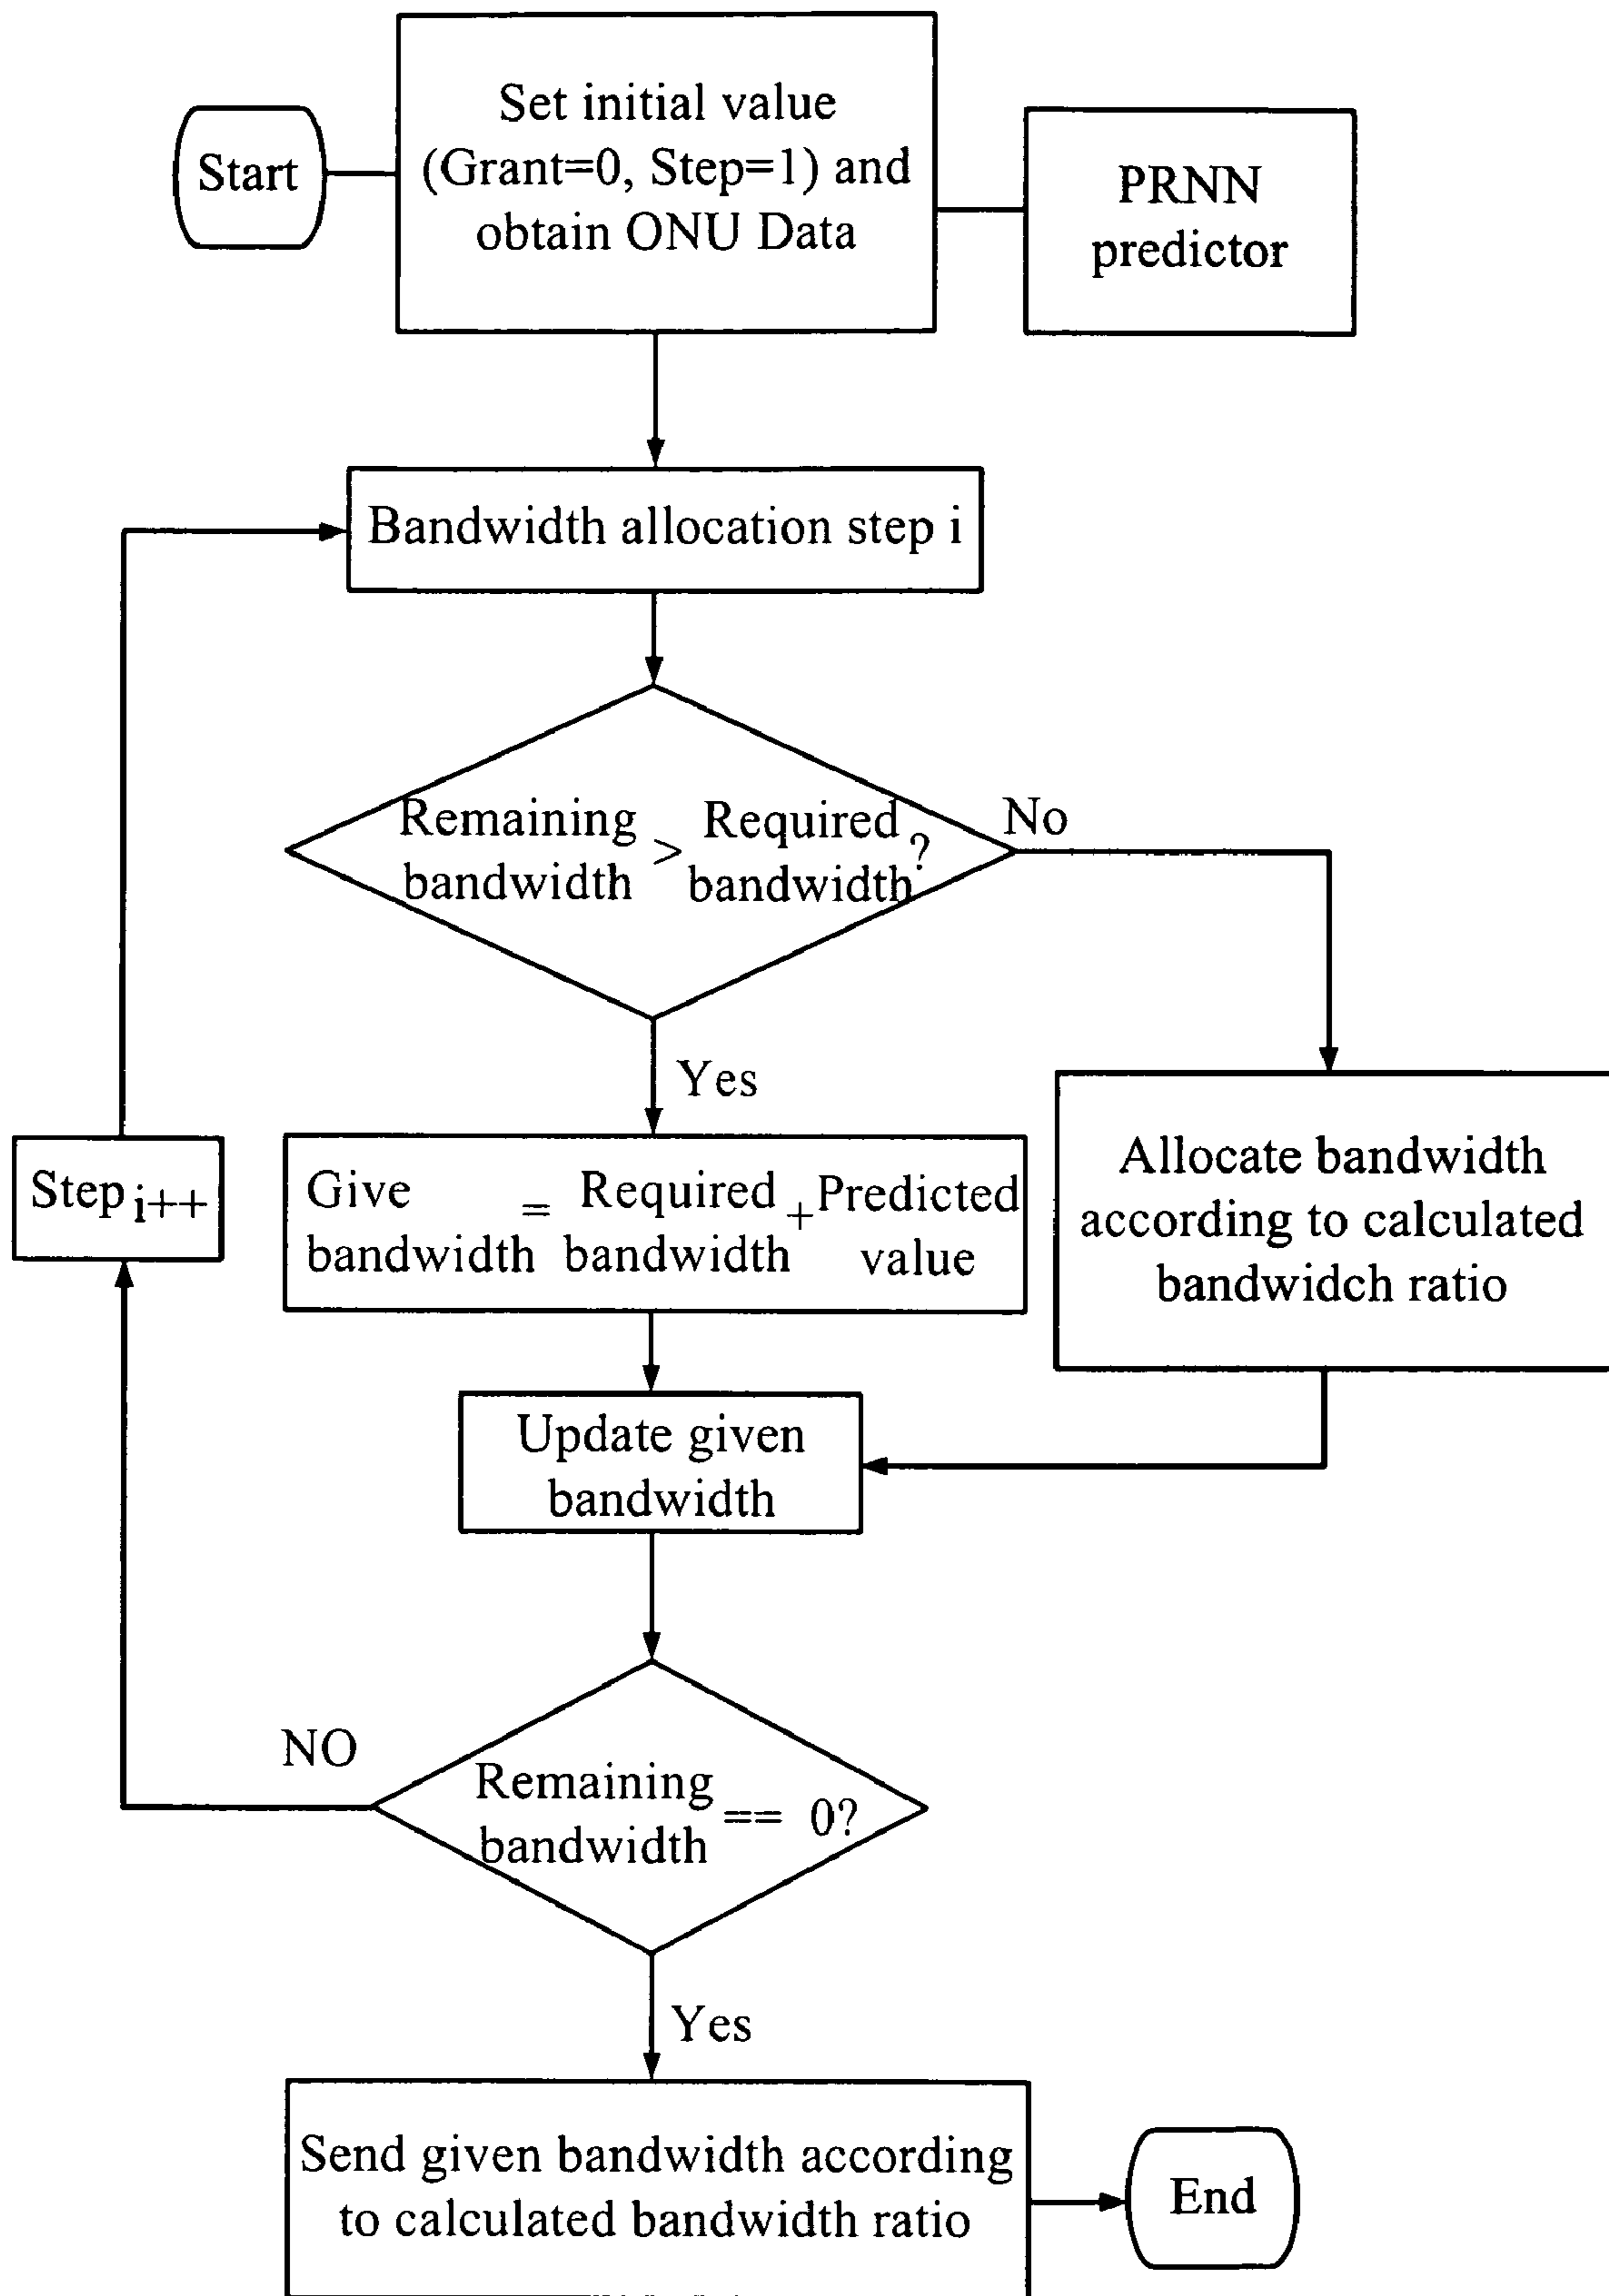 Start
Set initial value
(Grant=0, Step=1) and
obtain ONU Data
PRNN
predictor
Bandwidth allocation step i
Remaining
bandwidth
>
Required
bandwidth
?
No
Yes
Step i++
Give
bandwidth
=
Required
bandwidth
+
Predicted
value
Allocate bandwidth
according to calculated
bandwidch ratio
Update given
bandwidth
NO
Remaining
bandwidth
== 0?
Yes
Send given bandwidth according
to calculated bandwidth ratio
End